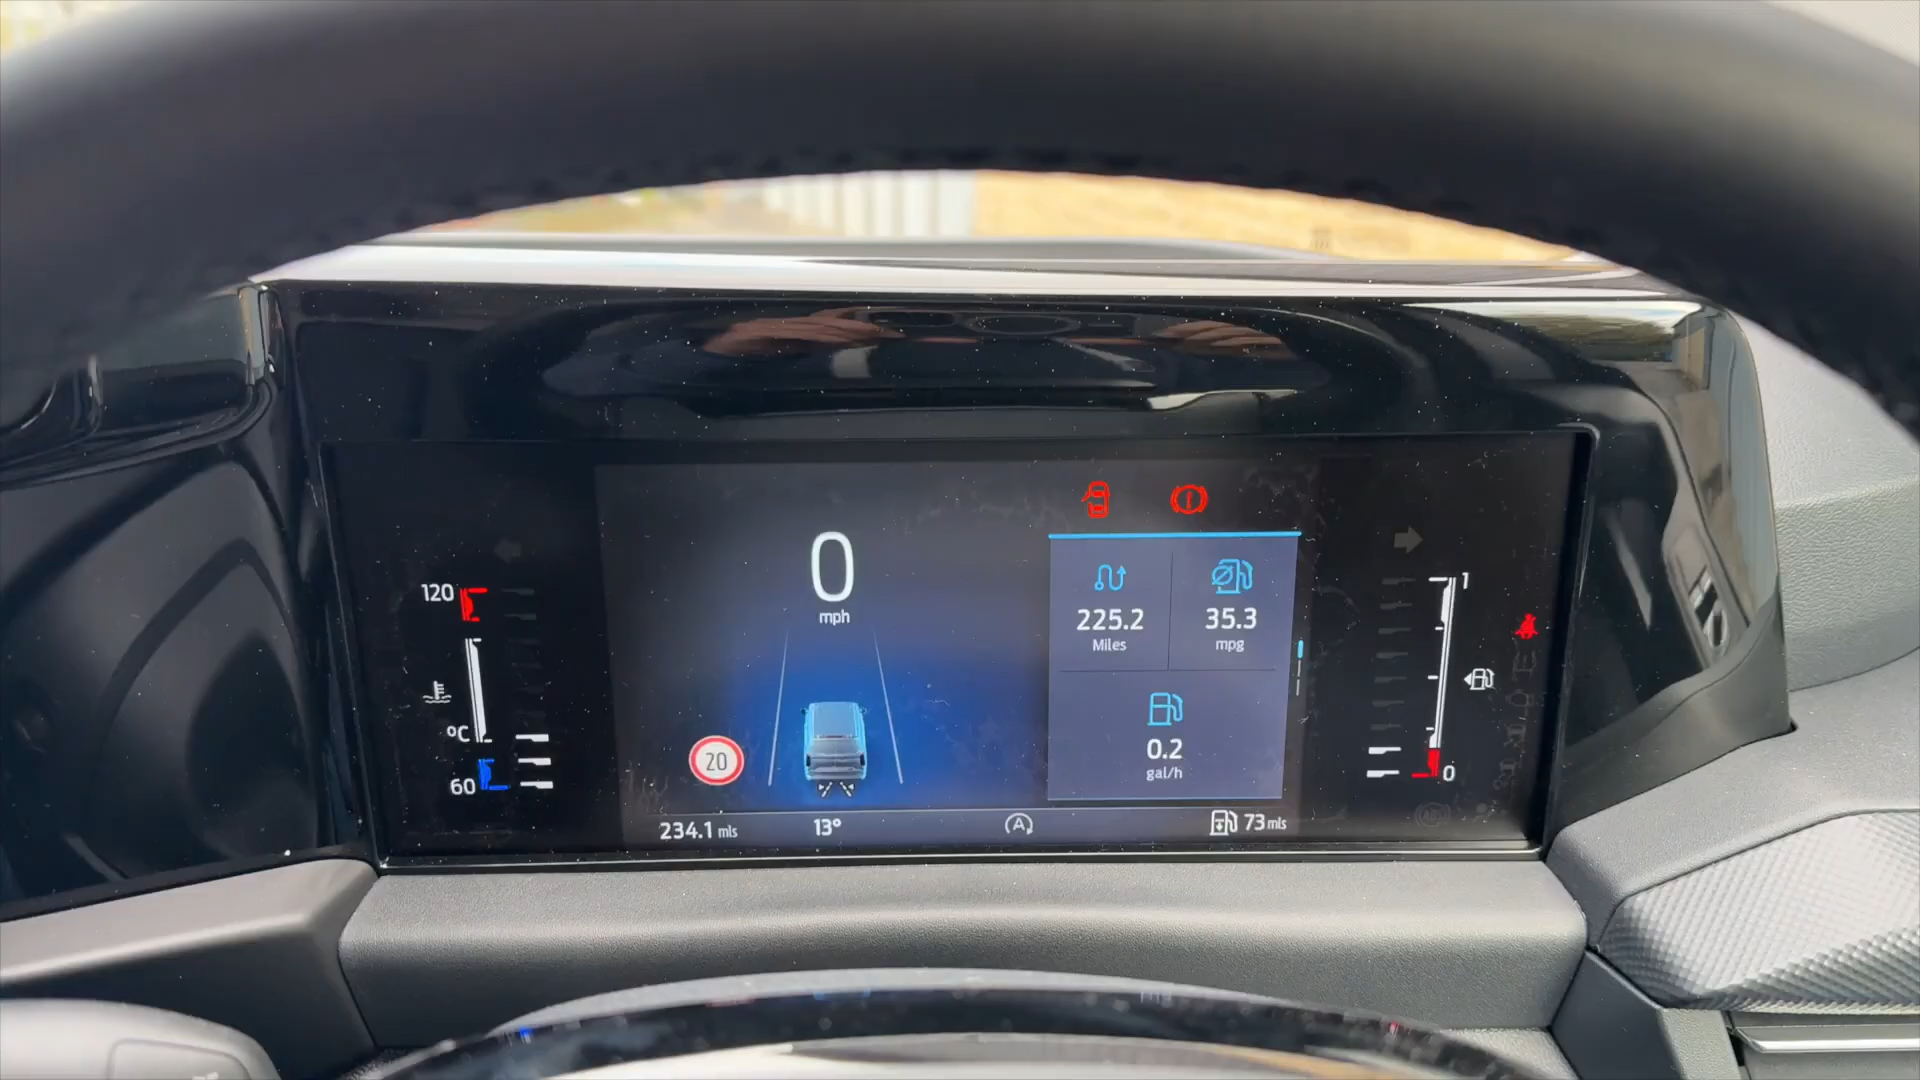 0
mph
225.2
Miles
35.3
mpg
0.2
gal/h
120
°C
60
1
0
20
234.1 mls
13°
A
73 mls